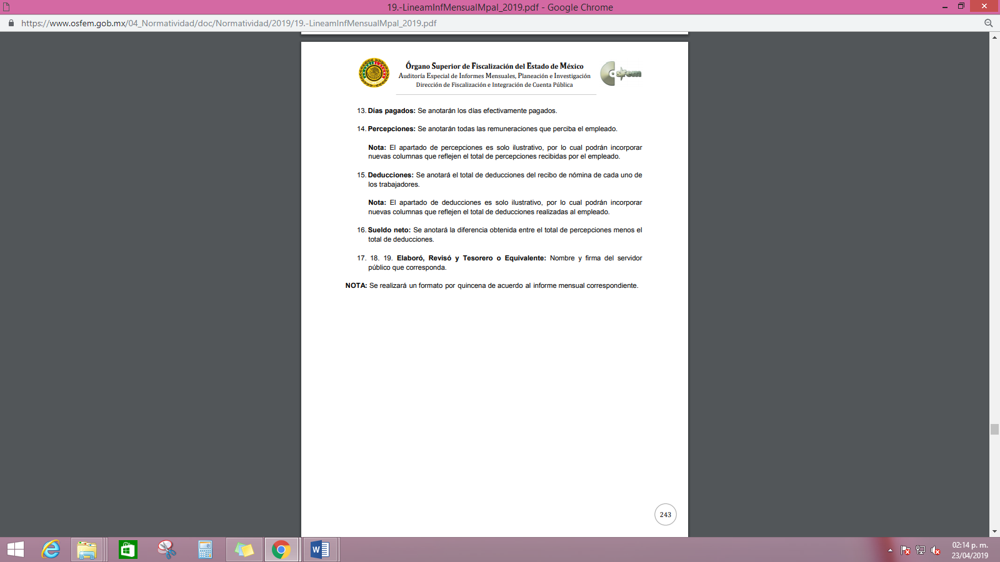 19.-LineamInfMensualMpal_2019.pdf - Google Chrome
https://www.osfem.gob.mx/04_Normatividad/doc/Normatividad/2019/19.-LineamInfMensualMpal_2019.pdf
Órgano Superior de Fiscalización del Estado de México
Auditoría Especial de Informes Mensuales, Planeación e Investigación
Dirección de Fiscalización e Integración de Cuenta Pública
osfem
13. Días pagados: Se anotarán los días efectivamente pagados.
14. Percepciones: Se anotarán todas las remuneraciones que perciba el empleado.
Nota: El apartado de percepciones es solo ilustrativo, por lo cual podrán incorporar
nuevas columnas que reflejen el total de percepciones recibidas por el empleado.
15. Deducciones: Se anotará el total de deducciones del recibo de nómina de cada uno de
los trabajadores.
Nota: El apartado de deducciones es solo ilustrativo, por lo cual podrán incorporar
nuevas columnas que reflejen el total de deducciones realizadas al empleado.
16. Sueldo neto: Se anotará la diferencia obtenida entre el total de percepciones menos el
total de deducciones.
17. 18. 19. Elaboró, Revisó y Tesorero o Equivalente: Nombre y firma del servidor
público que corresponda.
NOTA: Se realizará un formato por quincena de acuerdo al informe mensual correspondiente.
243
02:14 p. m.
23/04/2019